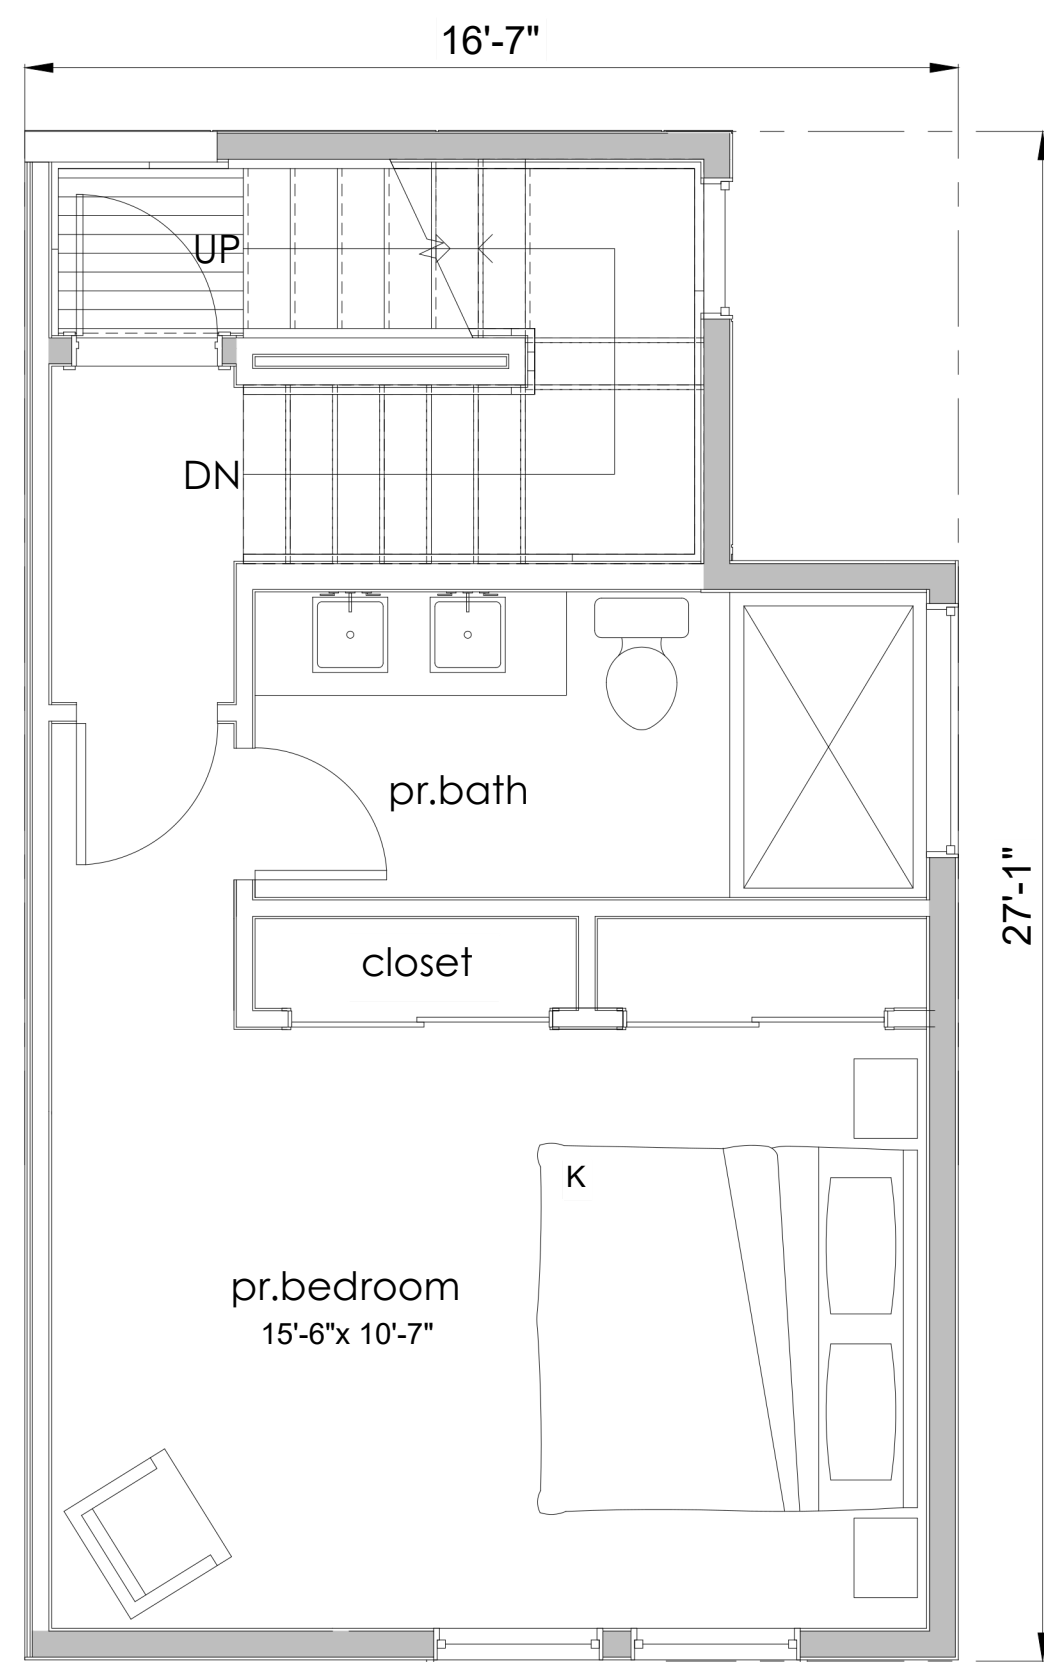 16'-7"
UP
DN
pr.bath
27'-1"
closet
K
pr.bedroom
15'-6"x 10'-7"